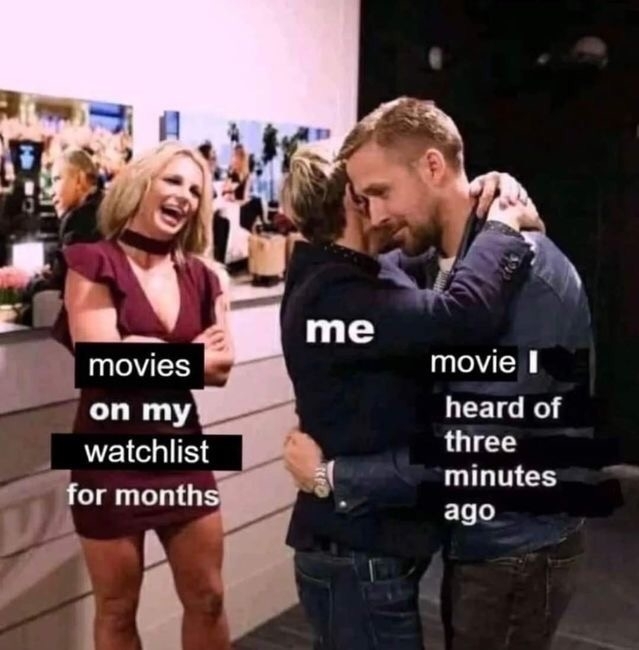 movies
on my
watchlist
for months
me
movie I
heard of
three
minutes
ago